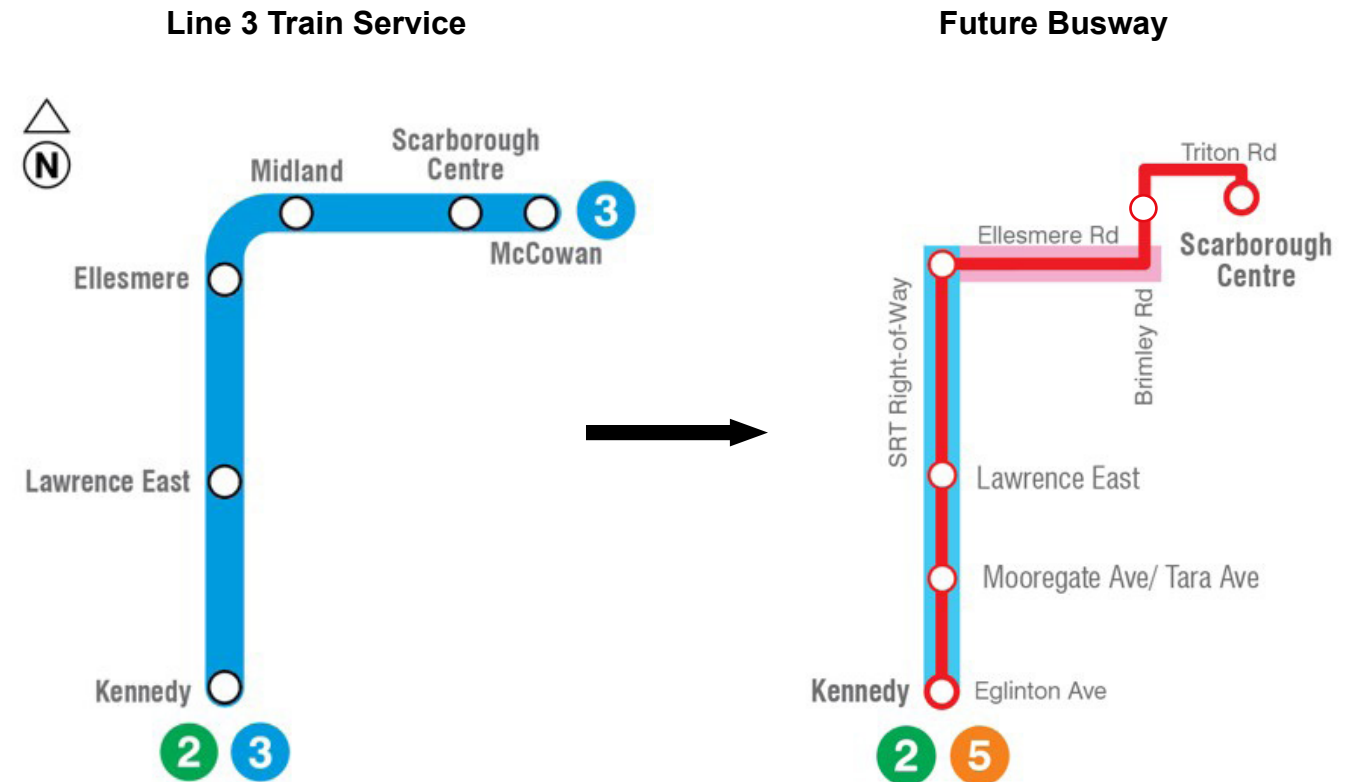 Line 3 Train Service
Future Busway
N
Scarborough
Centre
Midland
3
McCowan
Ellesmere
Lawrence East
Kennedy
2
3
Triton Rd
Ellesmere Rd
Scarborough
Centre
SRT Right-of-Way
Brimley Rd
Lawrence East
Mooregate Ave/ Tara Ave
Kennedy
Eglinton Ave
2
5